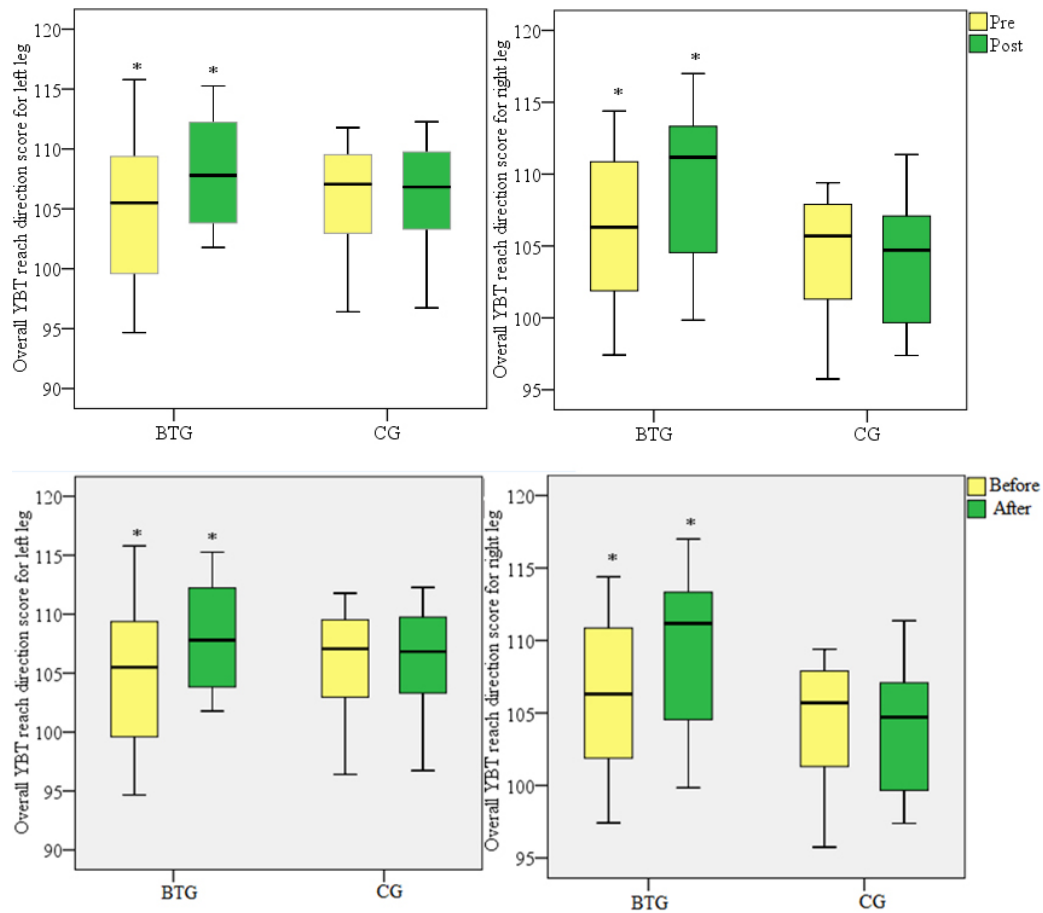 Overall YBT reach direction score for left leg
120
115
110
105
100
95
90
* *
BTG CG
Overall YBT reach direction score for right leg
120
115
110
105
100
95
* *
BTG CG
Pre
Post
Overall YBT reach direction score for left leg
120
115
110
105
100
95
90
* *
BTG CG
Overall YBT reach direction score for right leg
120
115
110
105
100
95
* *
BTG CG
Before
After